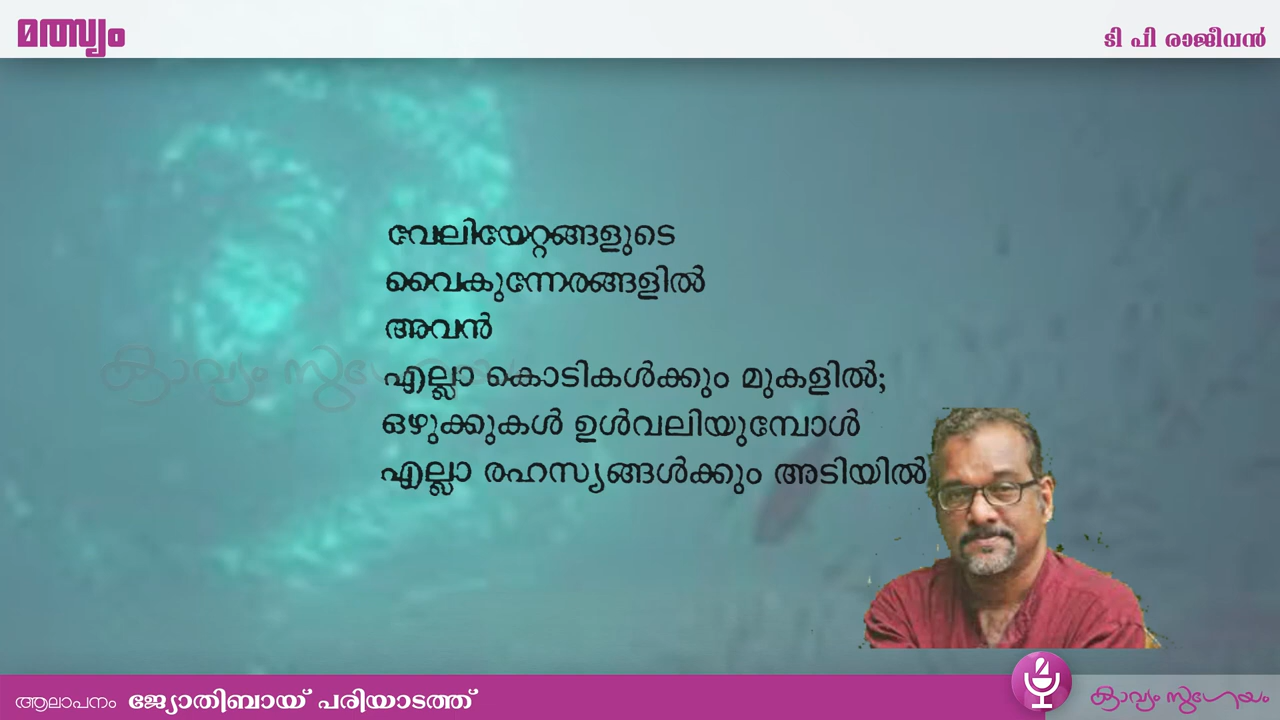 മത്സ്യം
ടി പി രാജീവൻ
വേലിയേറ്റങ്ങളുടെ
വൈകുന്നേരങ്ങളിൽ
അവൻ
എല്ലാ കൊടികൾക്കും മുകളിൽ;
ഒഴുക്കുകൾ ഉൾവലിയുമ്പോൾ
എല്ലാ രഹസ്യങ്ങൾക്കും അടിയിൽ
കാവ്യം സുഗേയം
ആലാപനം ജ്യോതിബായ് പരിയാടത്ത്
കാവ്യം സുഗേയം